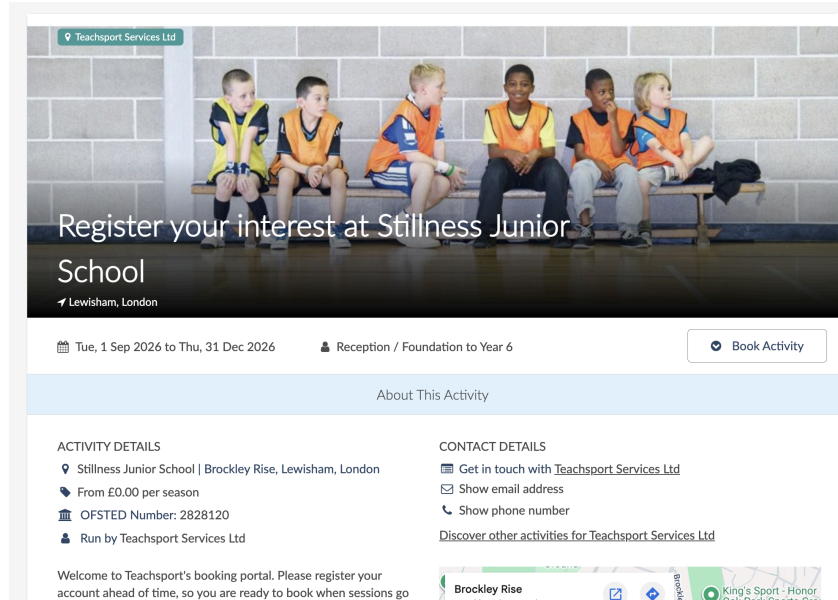 Teachsport Services Ltd
Register your interest at Stillness Junior
School
Lewisham, London
Tue, 1 Sep 2026 to Thu, 31 Dec 2026
Reception / Foundation to Year 6
Book Activity
About This Activity
ACTIVITY DETAILS
Stillness Junior School | Brockley Rise, Lewisham, London
From £0.00 per season
OFSTED Number: 2828120
Run by Teachsport Services Ltd
Welcome to Teachsport's booking portal. Please register your
account ahead of time, so you are ready to book when sessions go
CONTACT DETAILS
Get in touch with Teachsport Services Ltd
Show email address
Show phone number
Discover other activities for Teachsport Services Ltd
Brockley Rise
King's Sport - Honor